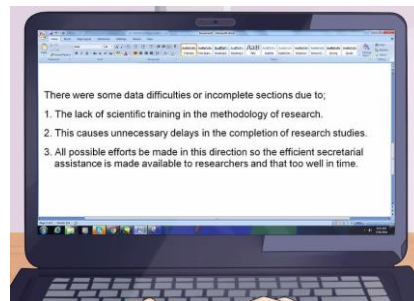 There were some data difficulties or incomplete sections due to;
1. The lack of scientific training in the methodology of research.
2. This causes unnecessary delays in the completion of research studies.
3. All possible efforts be made in this direction so the efficient secretarial
assistance is made available to researchers and that too well in time.